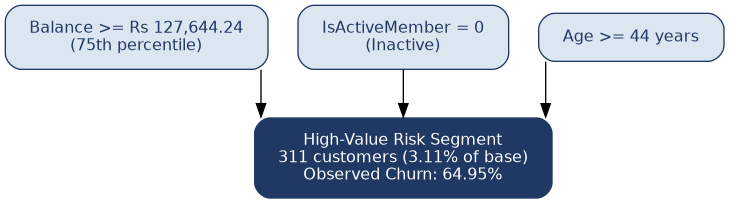 Balance >= Rs 127,644.24
(75th percentile)
IsActiveMember = 0
(Inactive)
Age >= 44 years
High-Value Risk Segment
311 customers (3.11% of base)
Observed Churn: 64.95%